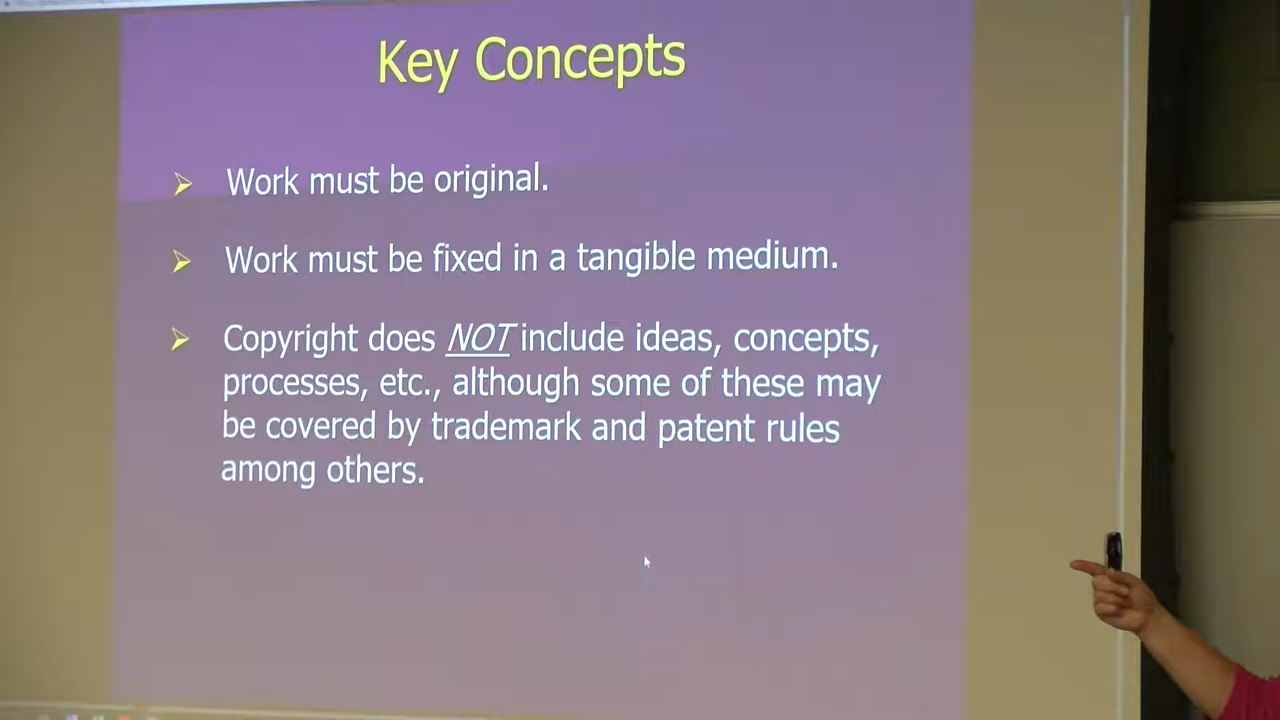 Key Concepts
Work must be original.
Work must be fixed in a tangible medium.
Copyright does NOT include ideas, concepts,
processes, etc., although some of these may
be covered by trademark and patent rules
among others.